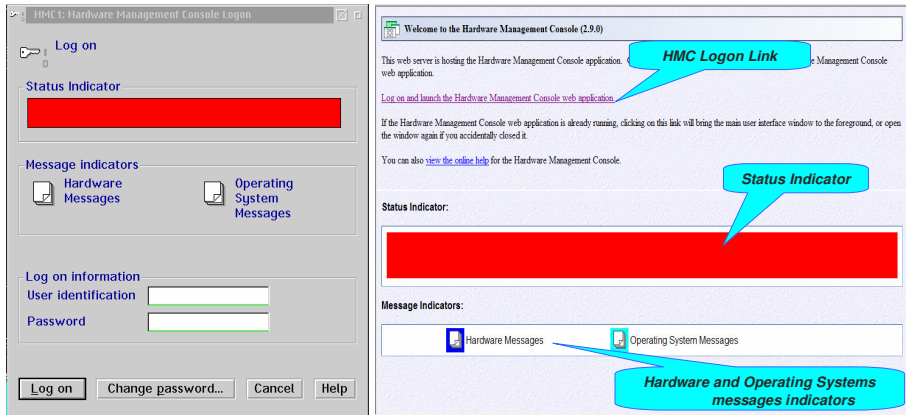 HMC1: Hardware Management Console Logon
Log on
Status Indicator
Message indicators
Hardware
Messages
Operating
System
Messages
Log on information
User identification
Password
Log on
Change password...
Cancel
Help
Welcome to the Hardware Management Console (2.9.0)
This web server is hosting the Hardware Management Console application.
Management Console
web application.
HMC Logon Link
Log on and launch the Hardware Management Console web application.
If the Hardware Management Console web application is already running, clicking on this link will bring the main user interface window to the foreground, or open
the window again if you accidentally closed it.
You can also view the online help for the Hardware Management Console.
Status Indicator
Status Indicator:
Message Indicators:
Hardware Messages
Operating System Messages
Hardware and Operating Systems
messages indicators